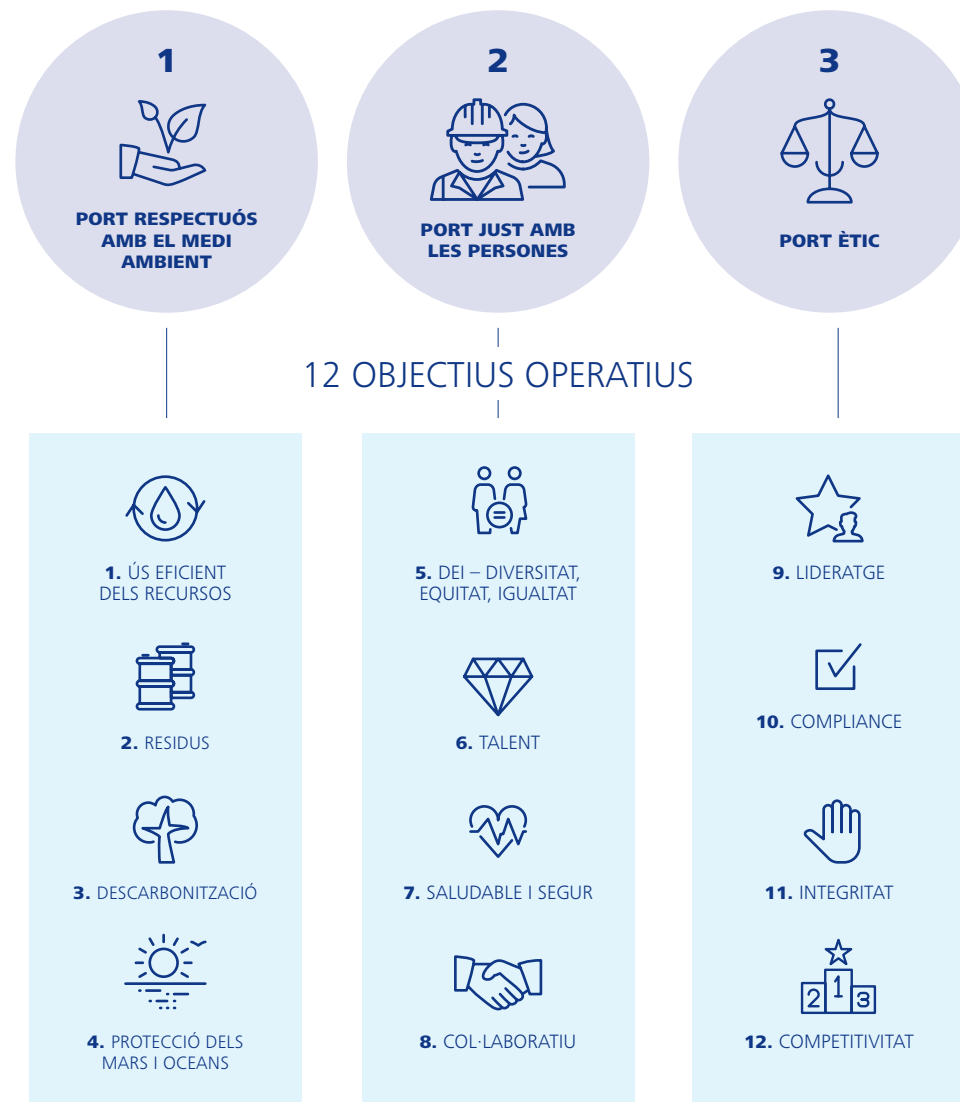 1
PORT RESPECTUÓS
AMB EL MEDI
AMBIENT
2
PORT JUST AMB
LES PERSONES
3
PORT ÈTIC
12 OBJECTIUS OPERATIUS
1. ÚS EFICIENT
DELS RECURSOS
2. RESIDUS
3. DESCARBONITZACIÓ
4. PROTECCIÓ DELS
MARS I OCEANS
5. DEI – DIVERSITAT,
EQUITAT, IGUALTAT
6. TALENT
7. SALUDABLE I SEGUR
8. COL·LABORATIU
9. LIDERATGE
10. COMPLIANCE
11. INTEGRITAT
2 1 3
12. COMPETITIVITAT